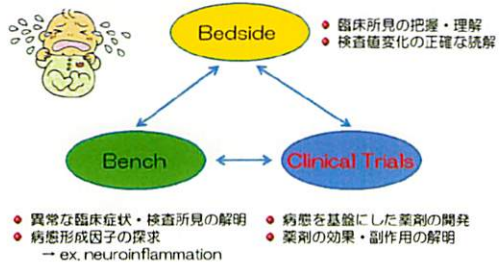 Bedside
● 臨床所見の把握・理解
● 検査値変化の正確な読解
Bench
Clinical Trials
● 異常な臨床症状・検査所見の解明
● 病態形成因子の探求
→ ex. neuroinflammation
● 病態を基盤にした薬剤の開発
● 薬剤の効果・副作用の解明